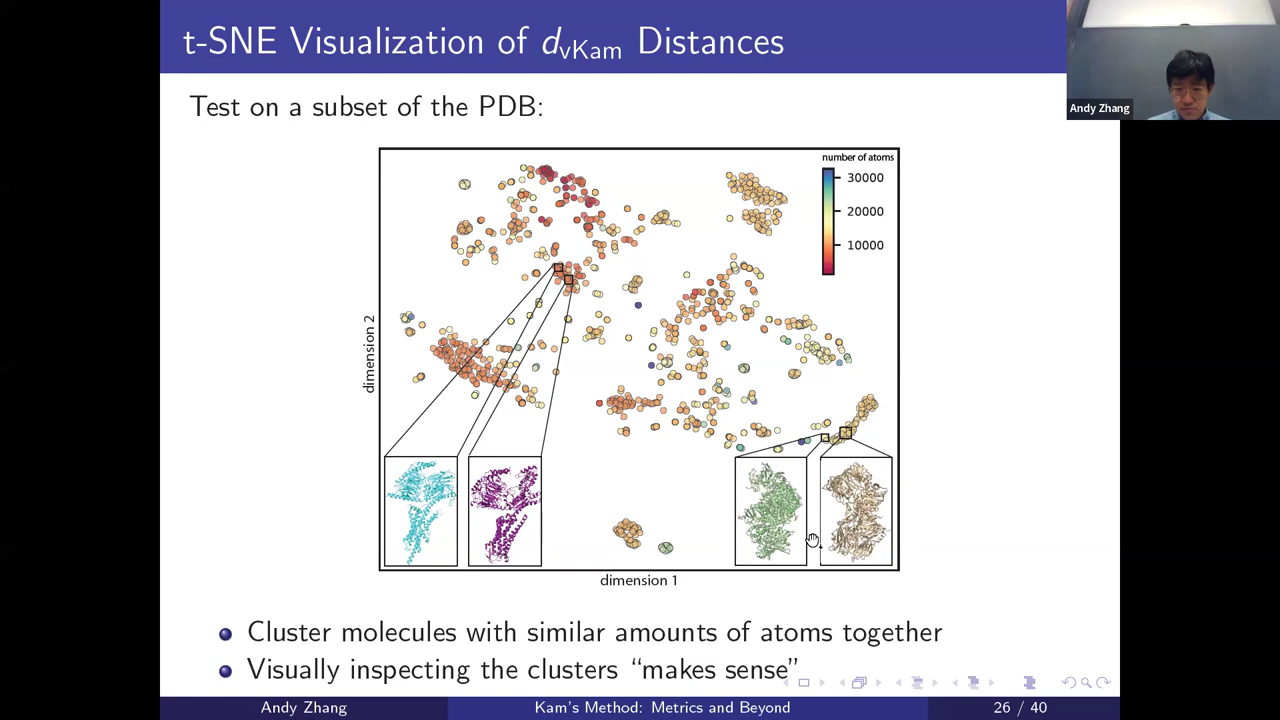 t-SNE Visualization of dvKam Distances
Andy Zhang
Test on a subset of the PDB:
number of atoms
30000
20000
10000
dimension 2
dimension 1
Cluster molecules with similar amounts of atoms together
Visually inspecting the clusters “makes sense”
Andy Zhang
Kam's Method: Metrics and Beyond
26 / 40